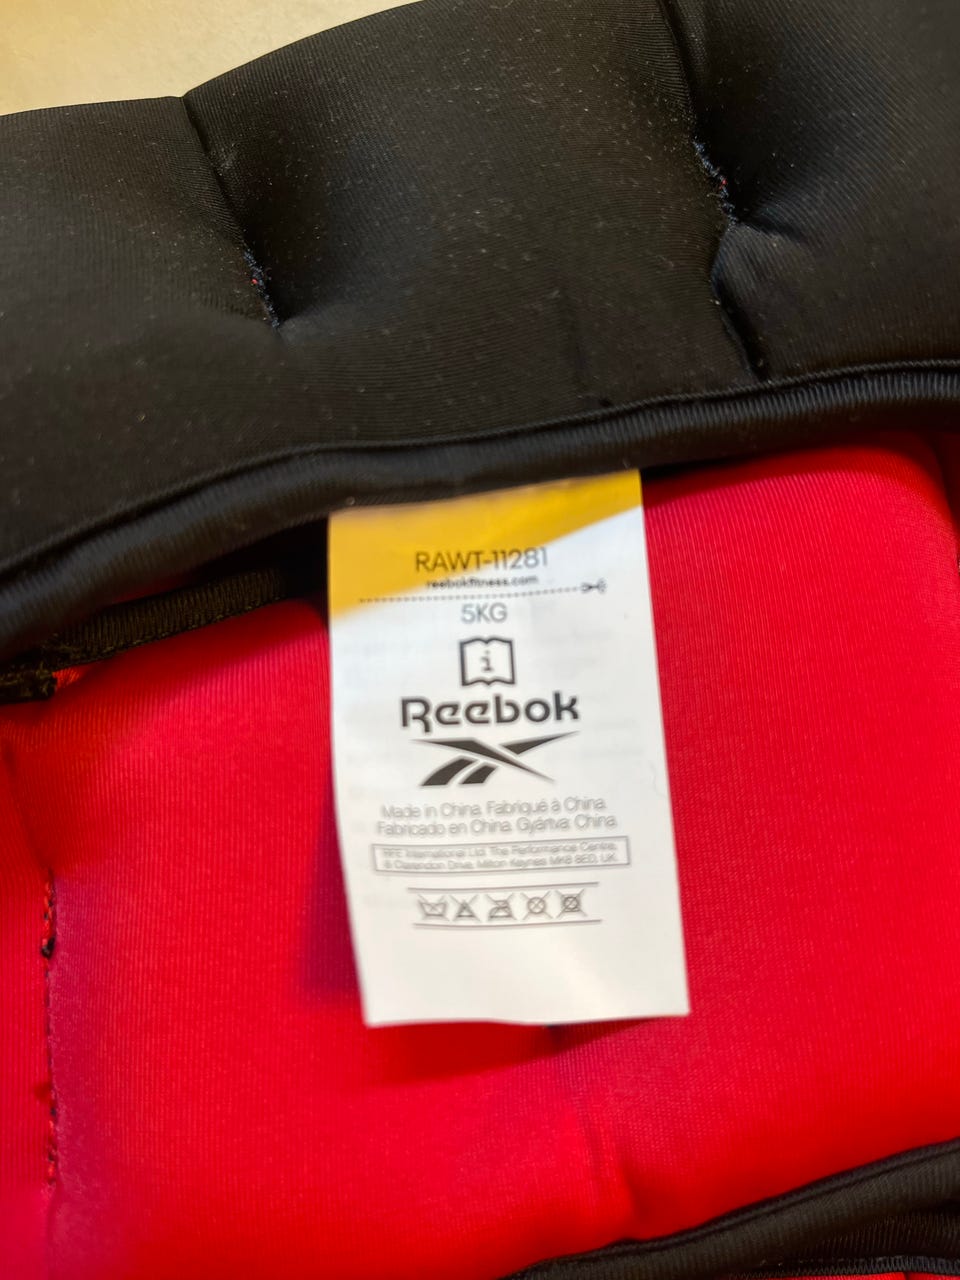 RAWT-11281
reebokfitness.com
5KG
i
Reebok
Made in China. Fabriqué à China.
Fabricado en China. Gyártva: China.
RFE International Ltd. The Performance Centre,
8 Clarendon Drive, Milton Keynes MK8 8ED, UK.